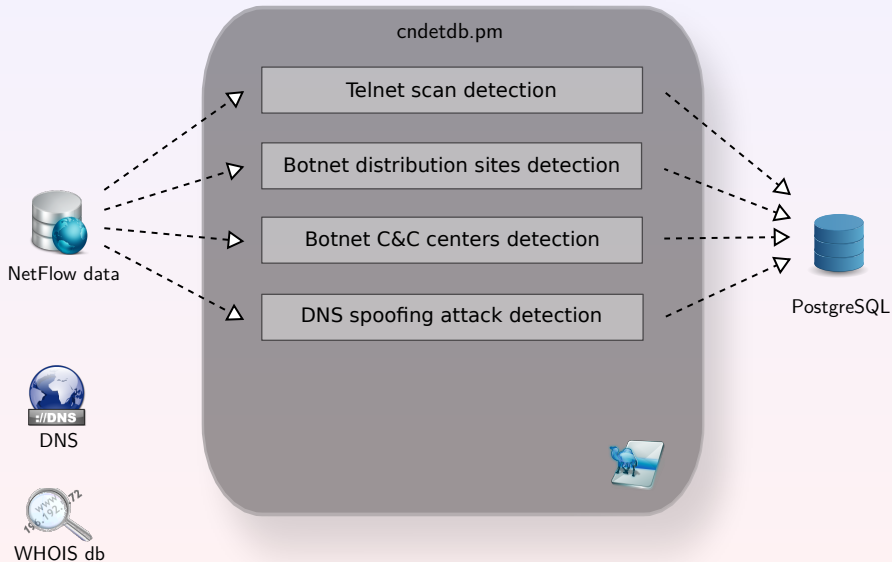 cndetdb.pm
Telnet scan detection
Botnet distribution sites detection
Botnet C&C centers detection
DNS spoofing attack detection
NetFlow data
PostgreSQL
://DNS
DNS
www
WHOIS db